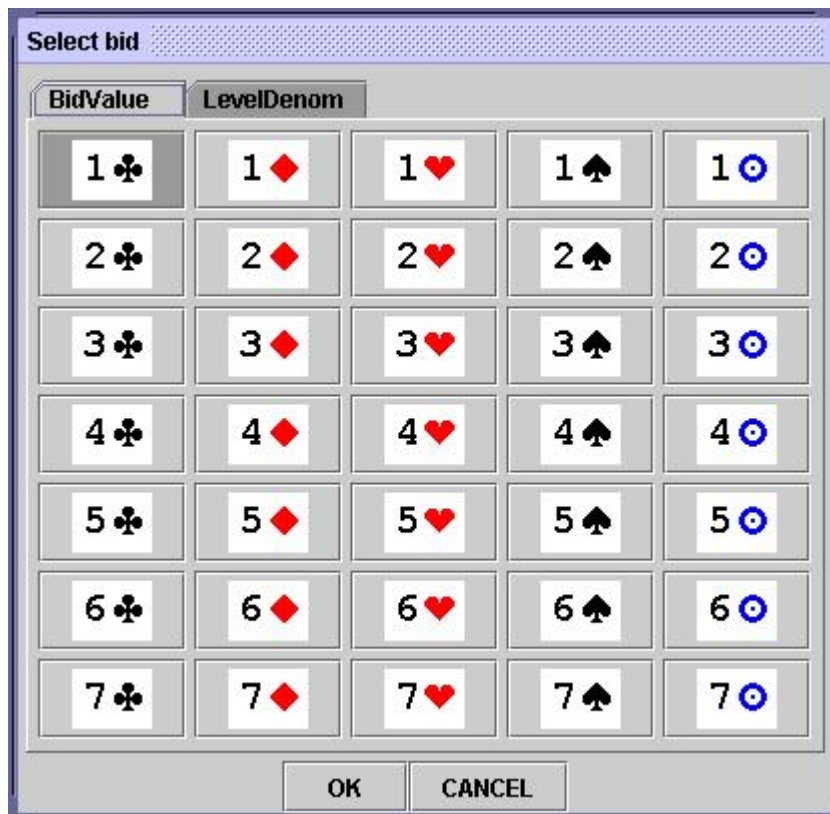 Select bid
BidValue LevelDenom
1♣ 1♦ 1♥ 1♠ 1⊙
2♣ 2♦ 2♥ 2♠ 2⊙
3♣ 3♦ 3♥ 3♠ 3⊙
4♣ 4♦ 4♥ 4♠ 4⊙
5♣ 5♦ 5♥ 5♠ 5⊙
6♣ 6♦ 6♥ 6♠ 6⊙
7♣ 7♦ 7♥ 7♠ 7⊙
OK CANCEL